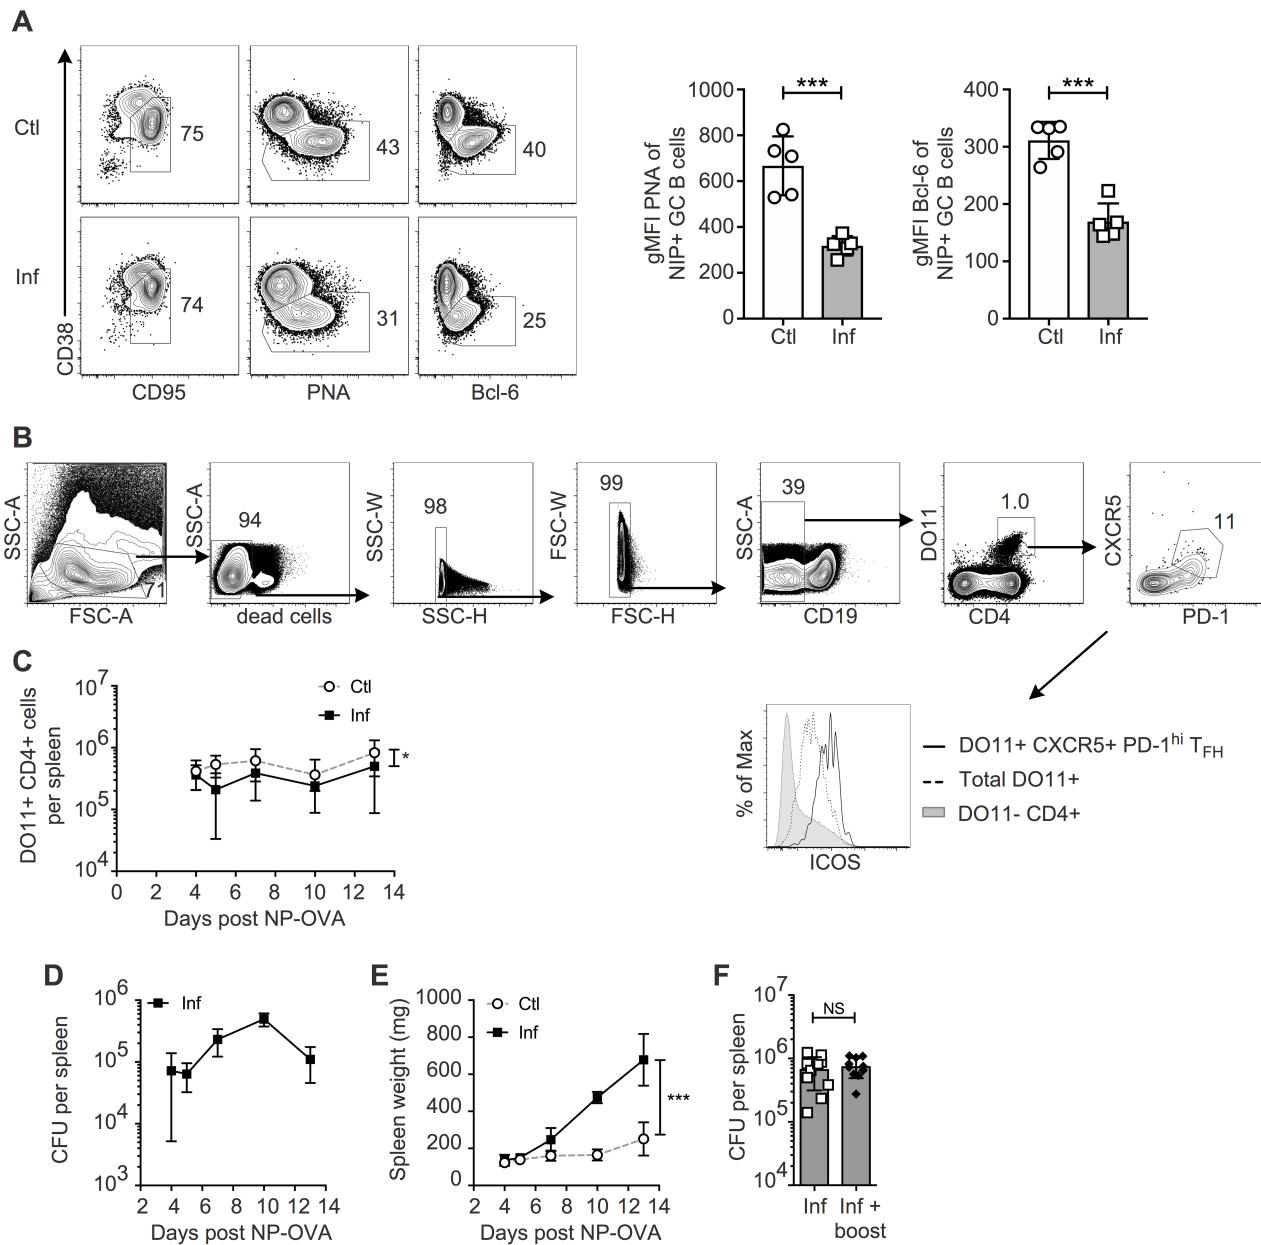 A
Ctl
75
43
40
Inf
74
31
25
CD38
CD95
PNA
Bcl-6
gMFI PNA of
NIP+ GC B cells
1000
800
600
400
200
0
***
Ctl
Inf
gMFI Bcl-6 of
NIP+ GC B cells
400
300
200
100
0
***
Ctl
Inf
B
SSC-A
71
FSC-A
SSC-A
94
dead cells
SSC-W
98
SSC-H
FSC-W
99
FSC-H
SSC-A
39
CD19
DO11
1.0
CD4
CXCR5
11
PD-1
% of Max
ICOS
DO11+ CXCR5+ PD-1hi TFH
Total DO11+
DO11- CD4+
C
DO11+ CD4+ cells
per spleen
10^7
10^6
10^5
10^4
Ctl
Inf
*
0 2 4 6 8 10 12 14
Days post NP-OVA
D
CFU per spleen
10^6
10^5
10^4
10^3
Inf
2 4 6 8 10 12 14
Days post NP-OVA
E
Spleen weight (mg)
1000
800
600
400
200
0
Ctl
Inf
***
2 4 6 8 10 12 14
Days post NP-OVA
F
CFU per spleen
10^7
10^6
10^5
10^4
NS
Inf
Inf +
boost